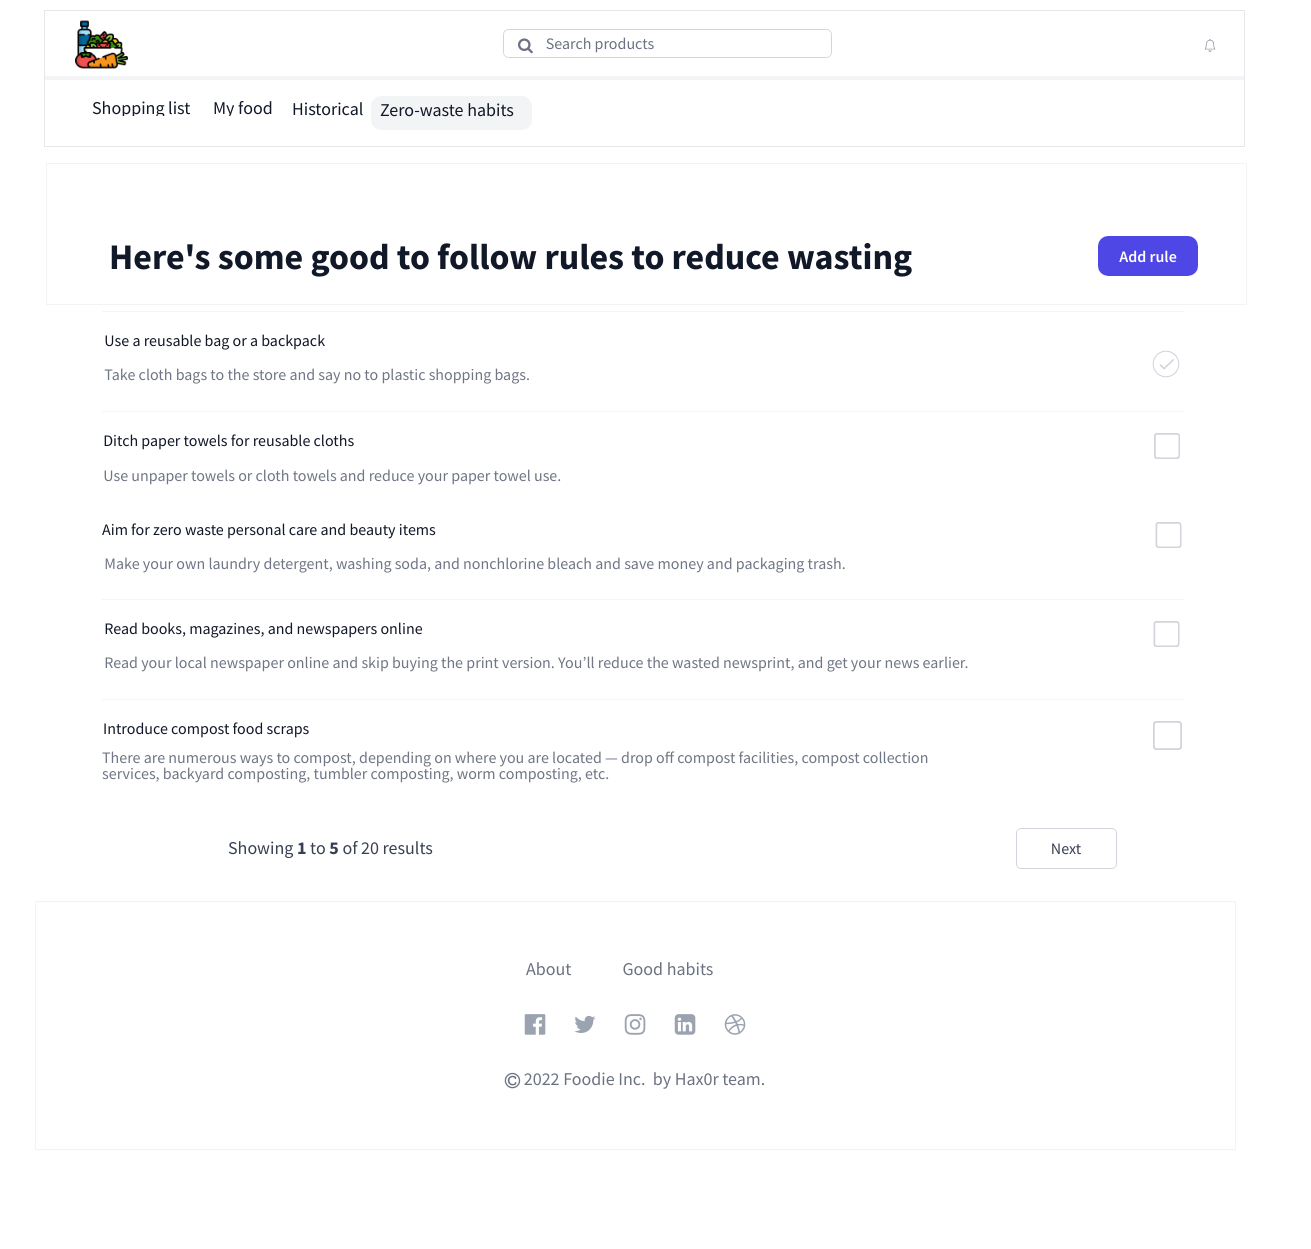 Search products
Shopping list My food Historical Zero-waste habits
Here's some good to follow rules to reduce wasting
Add rule
Use a reusable bag or a backpack
Take cloth bags to the store and say no to plastic shopping bags.
Ditch paper towels for reusable cloths
Use unpaper towels or cloth towels and reduce your paper towel use.
Aim for zero waste personal care and beauty items
Make your own laundry detergent, washing soda, and nonchlorine bleach and save money and packaging trash.
Read books, magazines, and newspapers online
Read your local newspaper online and skip buying the print version. You’ll reduce the wasted newsprint, and get your news earlier.
Introduce compost food scraps
There are numerous ways to compost, depending on where you are located — drop off compost facilities, compost collection
services, backyard composting, tumbler composting, worm composting, etc.
Showing 1 to 5 of 20 results
Next
About Good habits
© 2022 Foodie Inc. by Hax0r team.